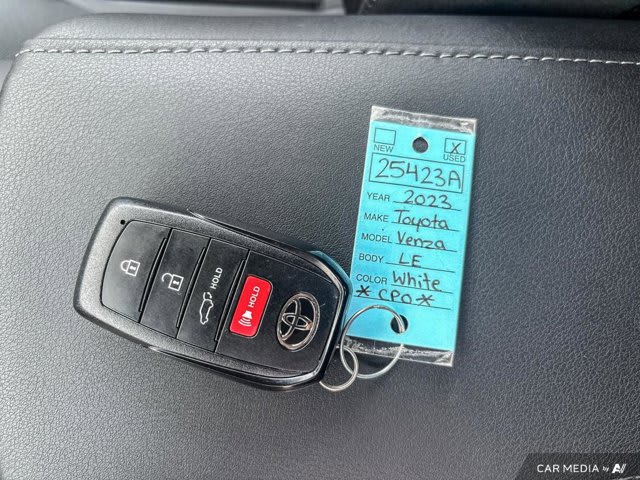 NEW
X
USED
25423A
YEAR 2023
MAKE Toyota
MODEL Venza
BODY LE
COLOR White
* CPO *
HOLD
HOLD
CAR MEDIA by AI